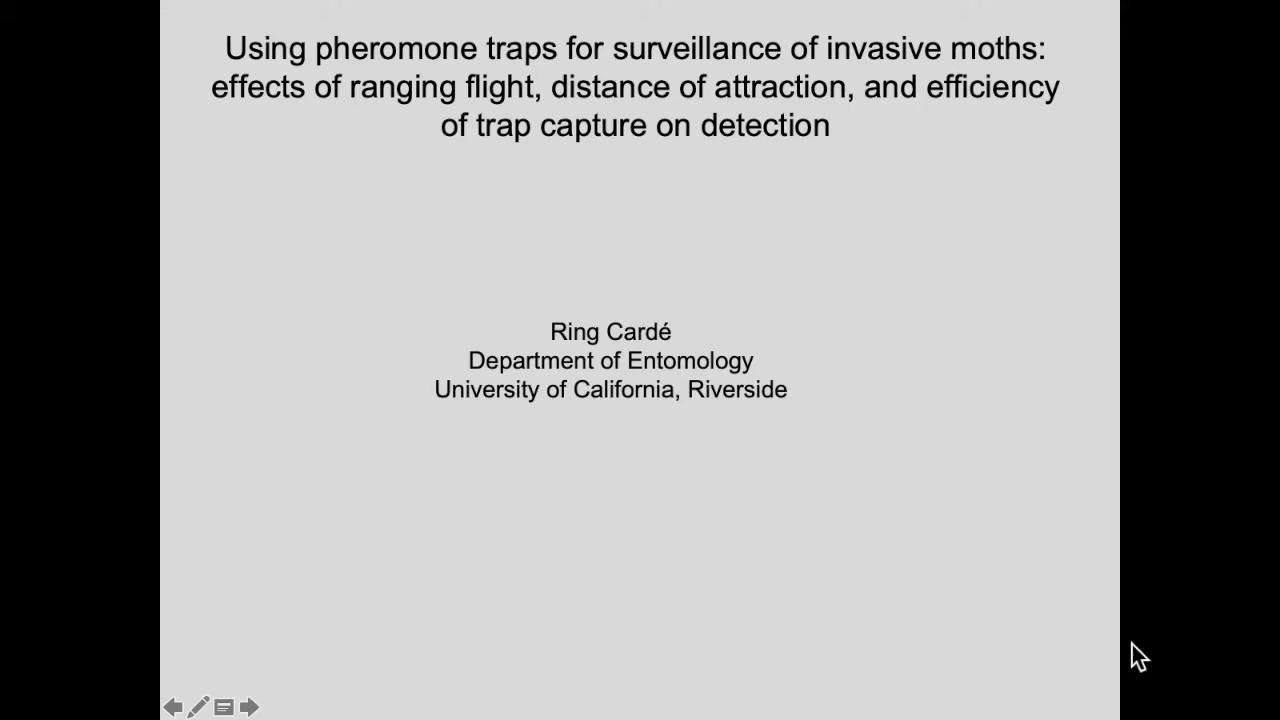 Using pheromone traps for surveillance of invasive moths:
effects of ranging flight, distance of attraction, and efficiency
of trap capture on detection
Ring Cardé
Department of Entomology
University of California, Riverside